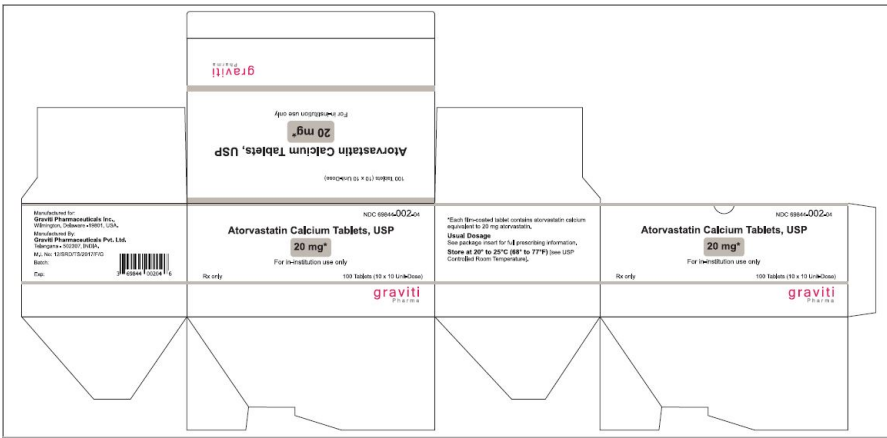 graviti
Pharma
For in-institution use only
20 mg*
Atorvastatin Calcium Tablets, USP
100 Tablets (10 x 10 Unit-Dose)
Manufactured for:
Graviti Pharmaceuticals Inc.,
Wilmington, Delaware •19801, USA.
Manufactured By:
Graviti Pharmaceuticals Pvt. Ltd.
Telangana • 502307, INDIA.
Batch:
Exp:
3 69844 00204 6
NDC 69844-002-04
Atorvastatin Calcium Tablets, USP
20 mg*
For in-institution use only
Rx only
100 Tablets (10 x 10 Unit-Dose)
graviti
Pharma
*Each film-coated tablet contains atorvastatin calcium
equivalent to 20 mg atorvastatin.
Usual Dosage
See package insert for full prescribing information.
Store at 20° to 25°C (68° to 77°F) [see USP
Controlled Room Temperature].
NDC 69844-002-04
Atorvastatin Calcium Tablets, USP
20 mg*
For in-institution use only
Rx only
100 Tablets (10 x 10 Unit-Dose)
graviti
Pharma